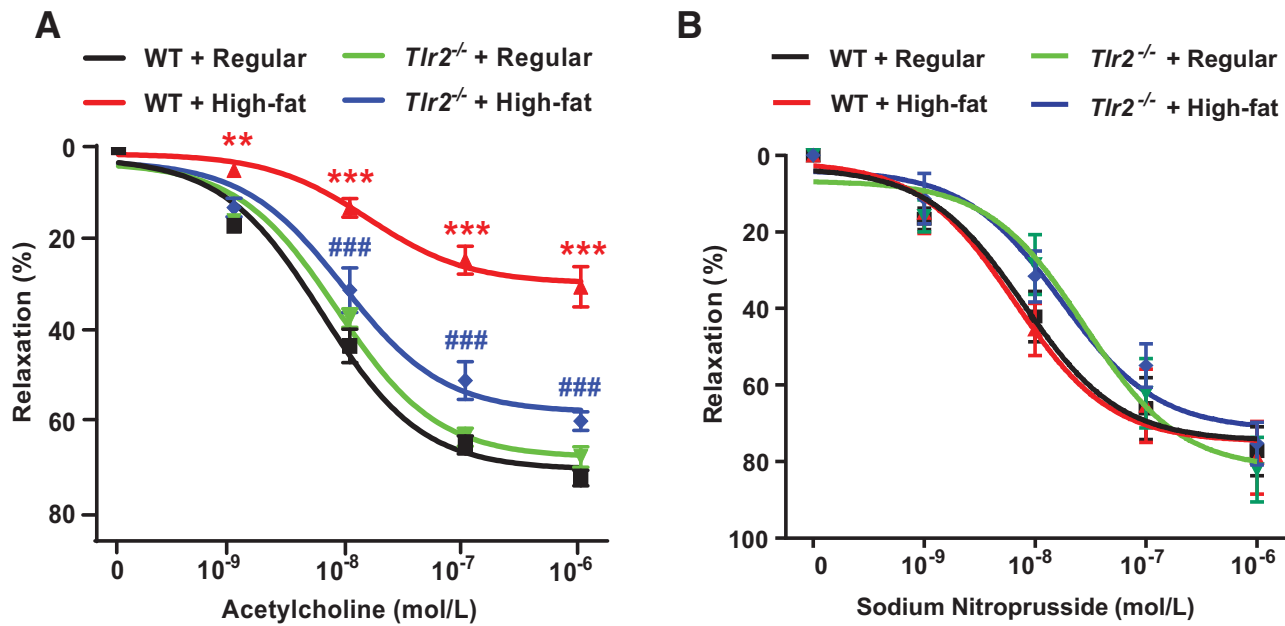 A
WT + Regular
Tlr2-/- + Regular
WT + High-fat
Tlr2-/- + High-fat
**
***
***
***
###
###
###
0
20
40
60
80
Relaxation (%)
0
10-9
10-8
10-7
10-6
Acetylcholine (mol/L)
B
WT + Regular
Tlr2-/- + Regular
WT + High-fat
Tlr2-/- + High-fat
0
20
40
60
80
100
Relaxation (%)
0
10-9
10-8
10-7
10-6
Sodium Nitroprusside (mol/L)